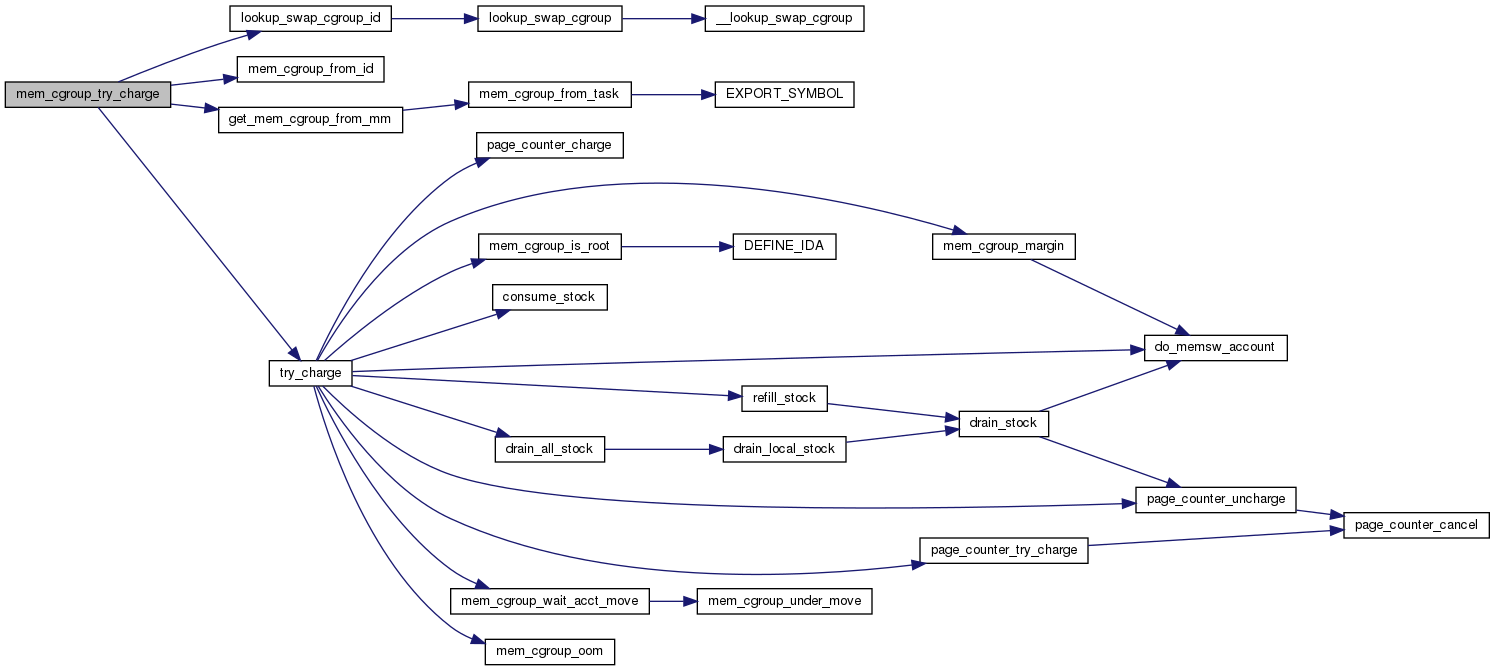 lookup_swap_cgroup_id
lookup_swap_cgroup
__lookup_swap_cgroup
mem_cgroup_from_id
mem_cgroup_try_charge
mem_cgroup_from_task
EXPORT_SYMBOL
get_mem_cgroup_from_mm
page_counter_charge
mem_cgroup_is_root
DEFINE_IDA
mem_cgroup_margin
consume_stock
do_memsw_account
try_charge
refill_stock
drain_stock
drain_all_stock
drain_local_stock
page_counter_uncharge
page_counter_cancel
page_counter_try_charge
mem_cgroup_wait_acct_move
mem_cgroup_under_move
mem_cgroup_oom